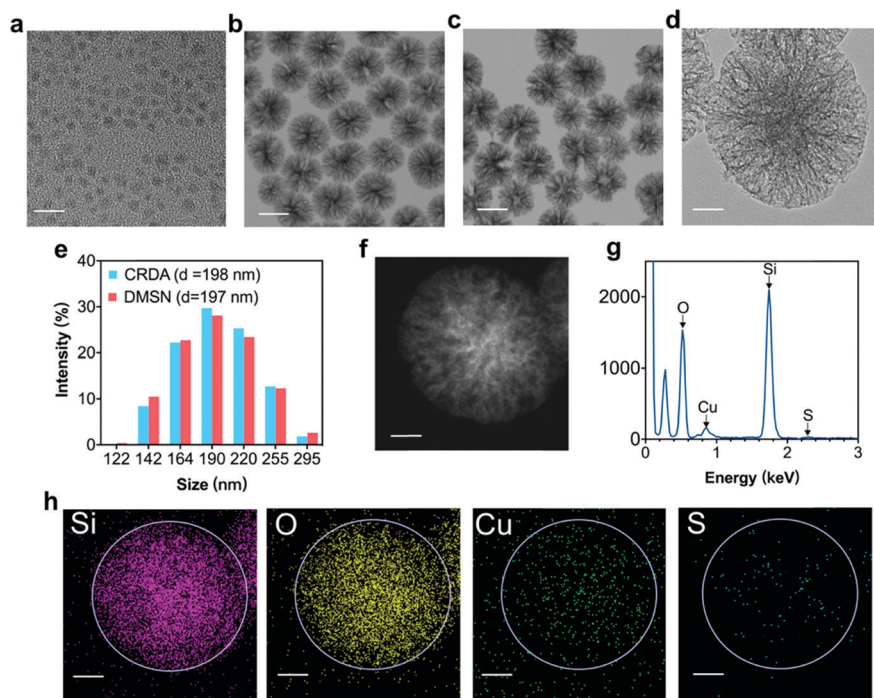 a
b
c
d
e
40
30
20
10
0
Intensity (%)
CRDA (d =198 nm)
DMSN (d=197 nm)
122 142 164 190 220 255 295
Size (nm)
f
g
2000
1000
0
Si
O
Cu
S
0 1 2 3
Energy (keV)
h
Si
O
Cu
S